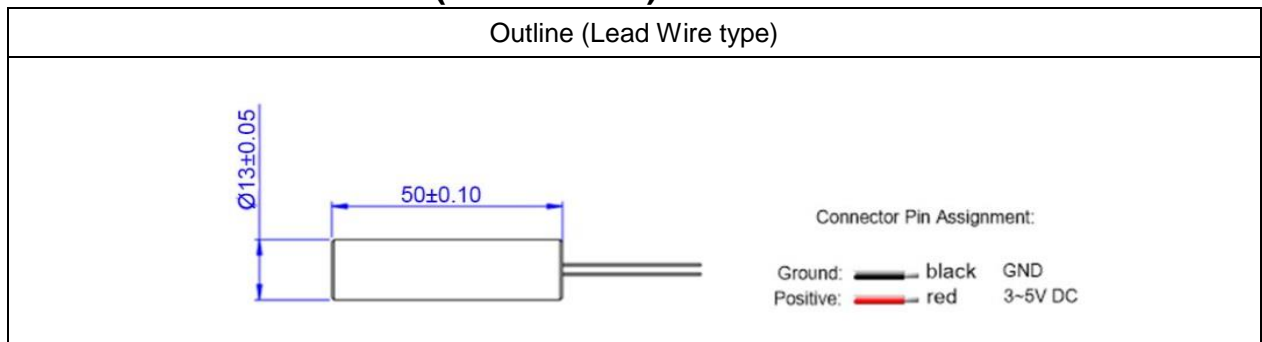 Outline (Lead Wire type)
Ø13±0.05
50±0.10
Connector Pin Assignment:
Ground: black GND
Positive: red 3~5V DC